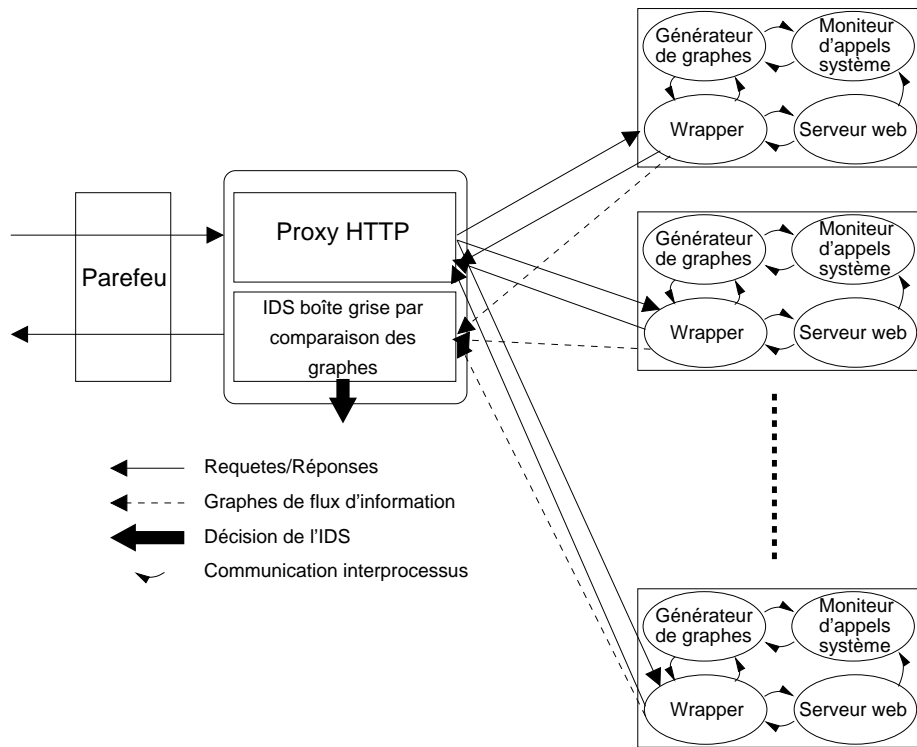 Générateur
de graphes
Moniteur
d'appels
système
Wrapper
Serveur web
Parefeu
Proxy HTTP
IDS boîte grise par
comparaison des
graphes
Générateur
de graphes
Moniteur
d'appels
système
Wrapper
Serveur web
Requetes/Réponses
Graphes de flux d'information
Décision de l'IDS
Communication interprocessus
Générateur
de graphes
Moniteur
d'appels
système
Wrapper
Serveur web